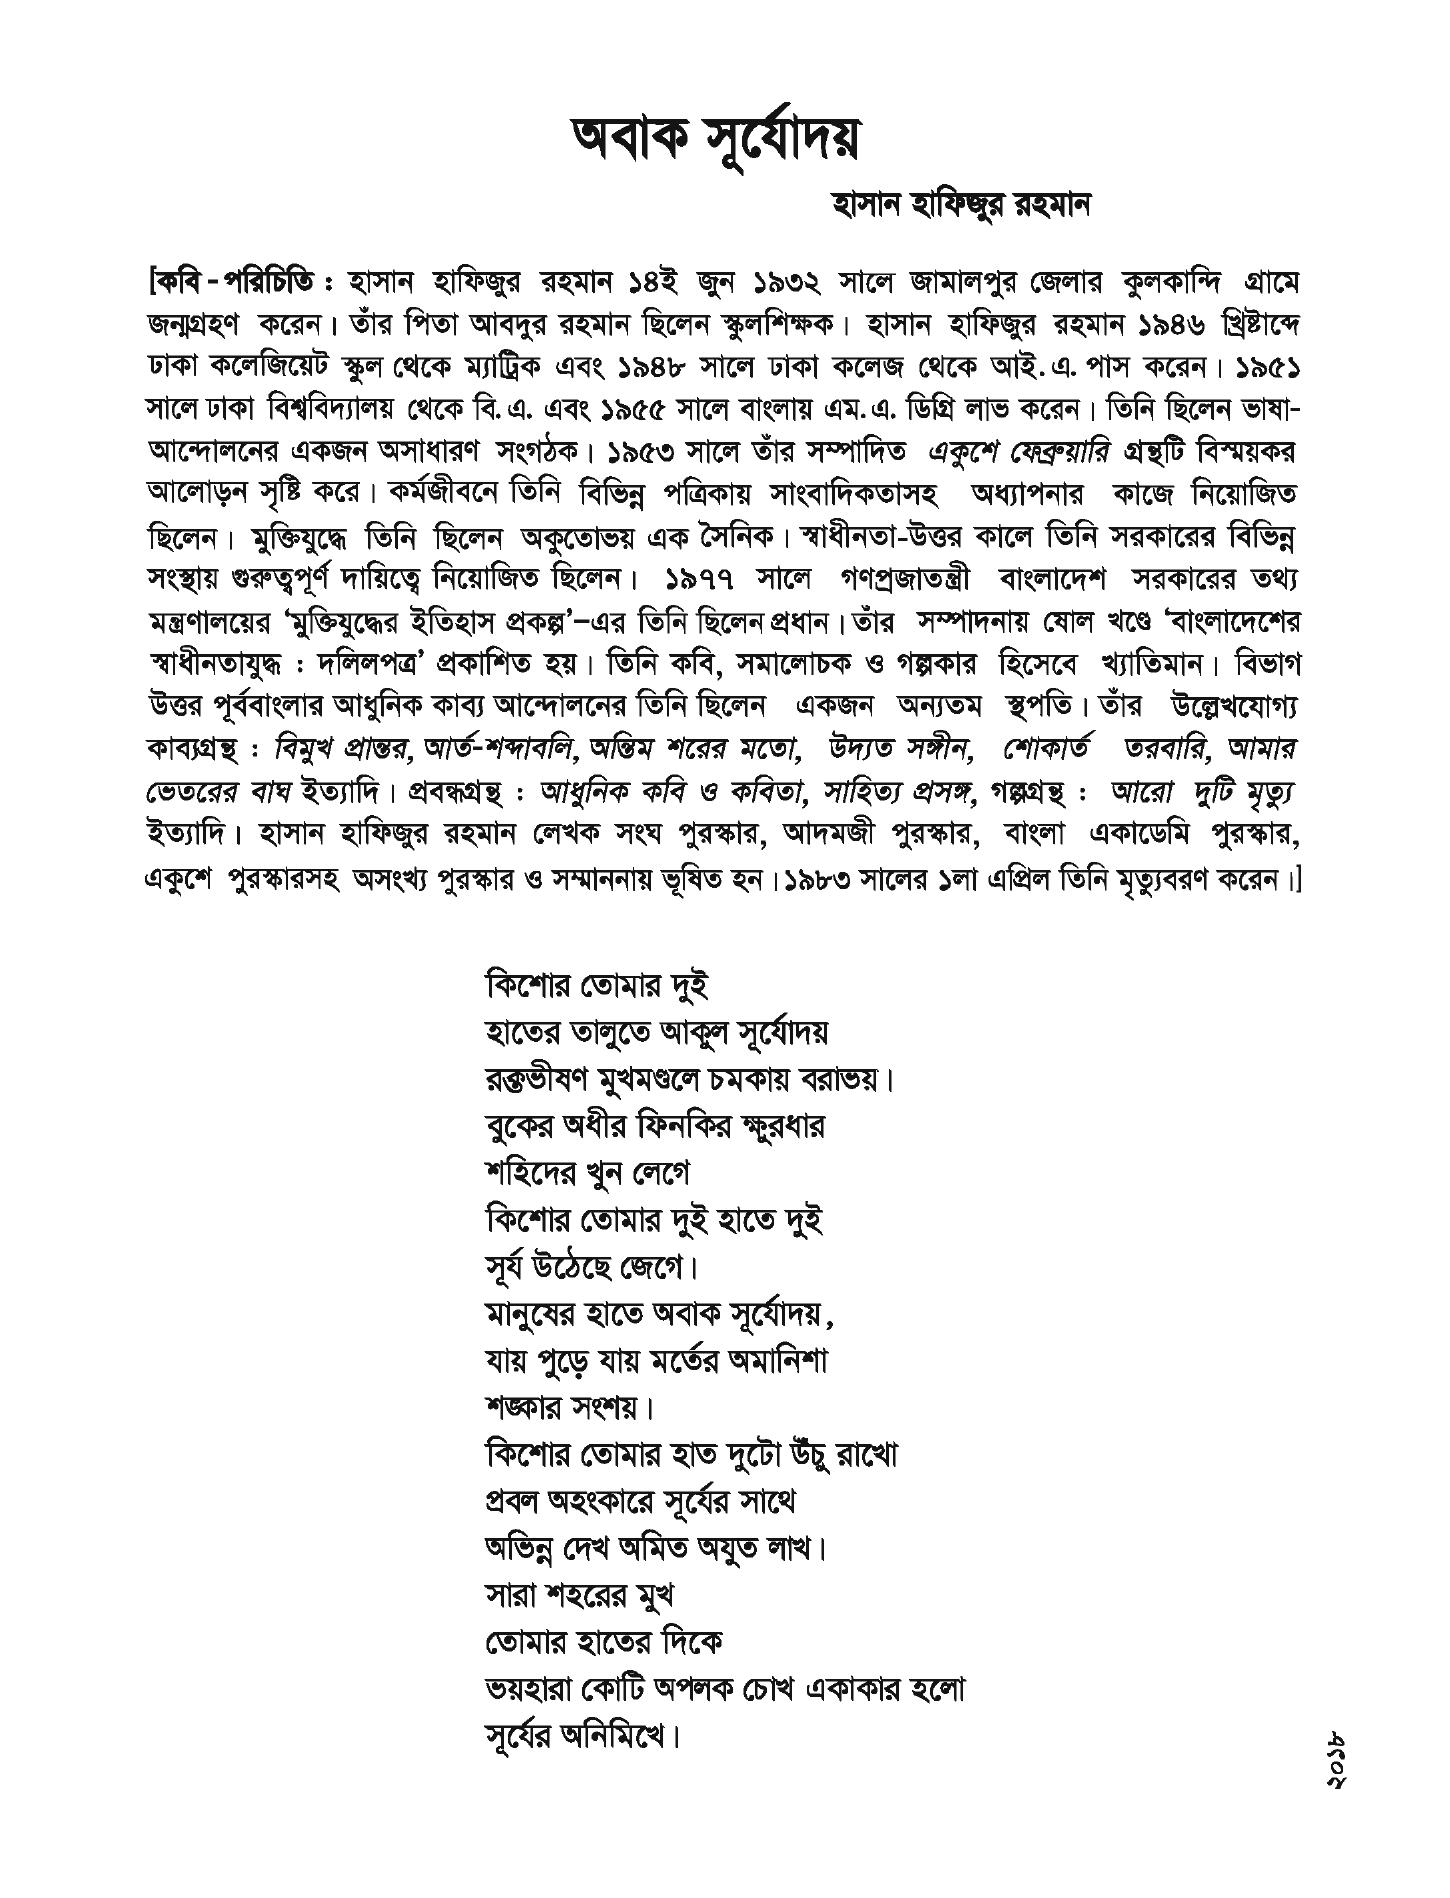 অবাক সূর্যোদয়
হাসান হাফিজুর রহমান
[কবি - পরিচিতি : হাসান হাফিজুর রহমান ১৪ই জুন ১৯৩২ সালে জামালপুর জেলার কুলকান্দি গ্রামে
জন্মগ্রহণ করেন। তাঁর পিতা আবদুর রহমান ছিলেন স্কুলশিক্ষক। হাসান হাফিজুর রহমান ১৯৪৬ খ্রিষ্টাব্দে
ঢাকা কলেজিয়েট স্কুল থেকে ম্যাট্রিক এবং ১৯৪৮ সালে ঢাকা কলেজ থেকে আই. এ. পাস করেন। ১৯৫১
সালে ঢাকা বিশ্ববিদ্যালয় থেকে বি. এ. এবং ১৯৫৫ সালে বাংলায় এম. এ. ডিগ্রি লাভ করেন। তিনি ছিলেন ভাষা-
আন্দোলনের একজন অসাধারণ সংগঠক। ১৯৫৩ সালে তাঁর সম্পাদিত একুশে ফেব্রুয়ারি গ্রন্থটি বিস্ময়কর
আলোড়ন সৃষ্টি করে। কর্মজীবনে তিনি বিভিন্ন পত্রিকায় সাংবাদিকতাসহ অধ্যাপনার কাজে নিয়োজিত
ছিলেন। মুক্তিযুদ্ধে তিনি ছিলেন অকুতোভয় এক সৈনিক। স্বাধীনতা-উত্তর কালে তিনি সরকারের বিভিন্ন
সংস্থায় গুরুত্বপূর্ণ দায়িত্বে নিয়োজিত ছিলেন। ১৯৭৭ সালে গণপ্রজাতন্ত্রী বাংলাদেশ সরকারের তথ্য
মন্ত্রণালয়ের ‘মুক্তিযুদ্ধের ইতিহাস প্রকল্প’–এর তিনি ছিলেন প্রধান। তাঁর সম্পাদনায় ষোল খণ্ডে ‘বাংলাদেশের
স্বাধীনতাযুদ্ধ : দলিলপত্র’ প্রকাশিত হয়। তিনি কবি, সমালোচক ও গল্পকার হিসেবে খ্যাতিমান। বিভাগ
উত্তর পূর্ববাংলার আধুনিক কাব্য আন্দোলনের তিনি ছিলেন একজন অন্যতম স্থপতি। তাঁর উল্লেখযোগ্য
কাব্যগ্রন্থ : বিমুখ প্রান্তর, আর্ত-শব্দাবলি, অন্তিম শরের মতো, উদ্যত সঙ্গীন, শোকার্ত তরবারি, আমার
ভেতরের বাঘ ইত্যাদি। প্রবন্ধগ্রন্থ : আধুনিক কবি ও কবিতা, সাহিত্য প্রসঙ্গ, গল্পগ্রন্থ : আরো দুটি মৃত্যু
ইত্যাদি। হাসান হাফিজুর রহমান লেখক সংঘ পুরস্কার, আদমজী পুরস্কার, বাংলা একাডেমি পুরস্কার,
একুশে পুরস্কারসহ অসংখ্য পুরস্কার ও সম্মাননায় ভূষিত হন। ১৯৮৩ সালের ১লা এপ্রিল তিনি মৃত্যুবরণ করেন।]
কিশোর তোমার দুই
হাতের তালুতে আকুল সূর্যোদয়
রক্তভীষণ মুখমণ্ডলে চমকায় বরাভয়।
বুকের অধীর ফিনকির ক্ষুরধার
শহিদের খুন লেগে
কিশোর তোমার দুই হাতে দুই
সূর্য উঠেছে জেগে।
মানুষের হাতে অবাক সূর্যোদয়,
যায় পুড়ে যায় মর্তের অমানিশা
শঙ্কার সংশয়।
কিশোর তোমার হাত দুটো উঁচু রাখো
প্রবল অহংকারে সূর্যের সাথে
অভিন্ন দেখ অমিত অযুত লাখ।
সারা শহরের মুখ
তোমার হাতের দিকে
ভয়হারা কোটি অপলক চোখ একাকার হলো
সূর্যের অনিমিখে।
২০১৮